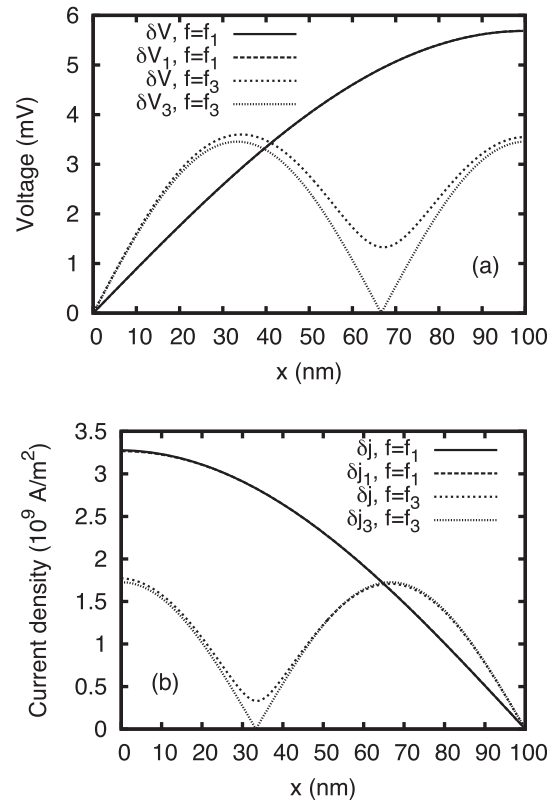 6
5
4
3
2
1
0
Voltage (mV)
δV, f=f₁
δV₁, f=f₁
δV, f=f₃
δV₃, f=f₃
(a)
0 10 20 30 40 50 60 70 80 90 100
x (nm)
3.5
3
2.5
2
1.5
1
0.5
0
Current density (10⁹ A/m²)
δj, f=f₁
δj₁, f=f₁
δj, f=f₃
δj₃, f=f₃
(b)
0 10 20 30 40 50 60 70 80 90 100
x (nm)